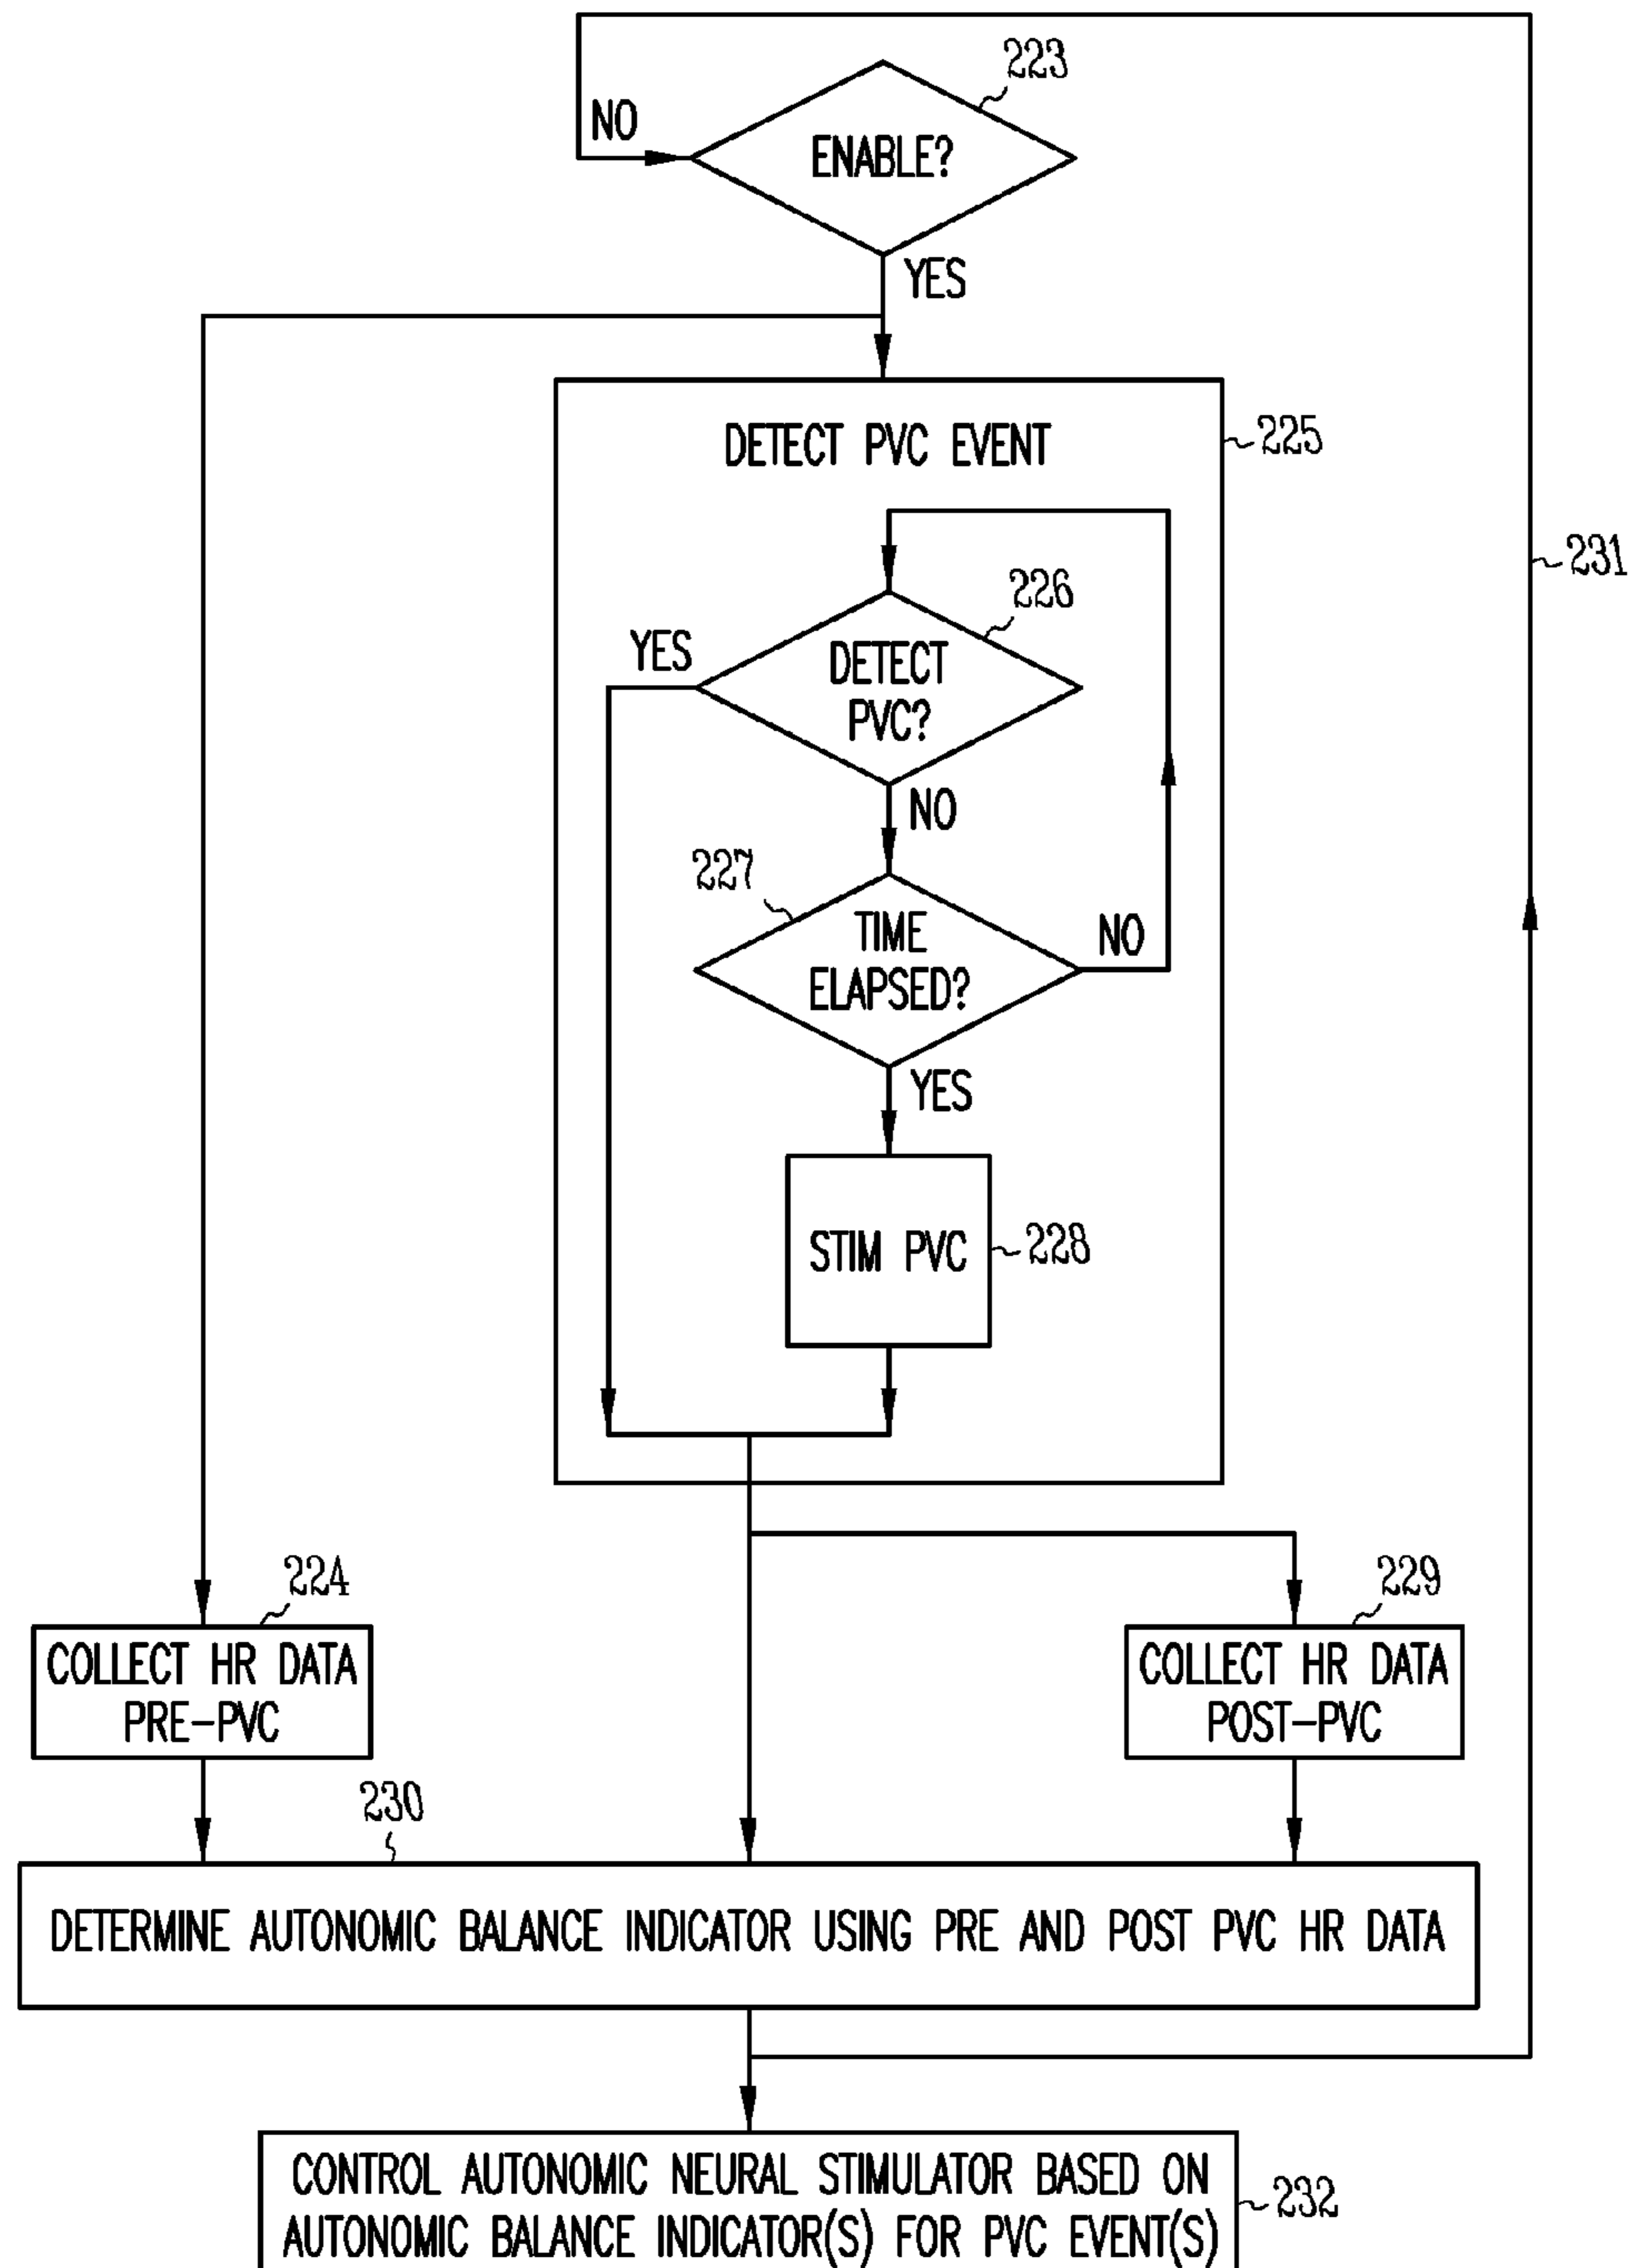 223
NO
ENABLE?
YES
DETECT PVC EVENT
225
231
226
YES
DETECT
PVC?
NO
227
TIME
ELAPSED?
NO
YES
STIM PVC
228
224
229
COLLECT HR DATA
PRE-PVC
COLLECT HR DATA
POST-PVC
230
DETERMINE AUTONOMIC BALANCE INDICATOR USING PRE AND POST PVC HR DATA
CONTROL AUTONOMIC NEURAL STIMULATOR BASED ON
AUTONOMIC BALANCE INDICATOR(S) FOR PVC EVENT(S)
232